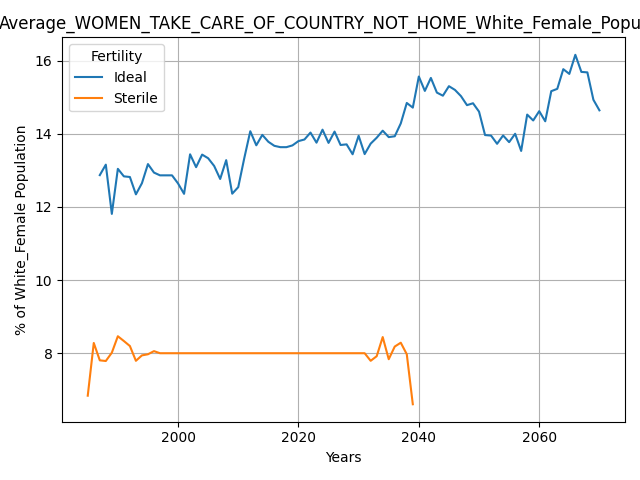 Average_WOMEN_TAKE_CARE_OF_COUNTRY_NOT_HOME_White_Female_Popu
Fertility
Ideal
Sterile
% of White_Female Population
16
14
12
10
8
2000 2020 2040 2060
Years